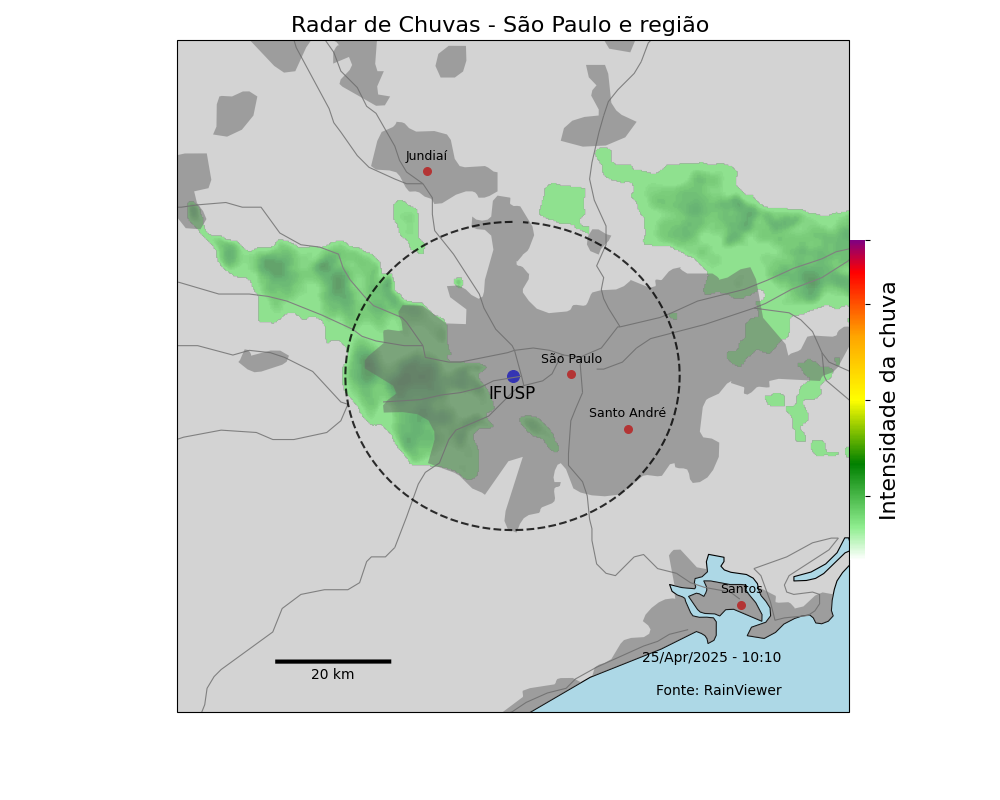 Radar de Chuvas - São Paulo e região
Jundiaí
São Paulo
IFUSP
Santo André
Intensidade da chuva
Santos
25/Apr/2025 - 10:10
20 km
Fonte: RainViewer